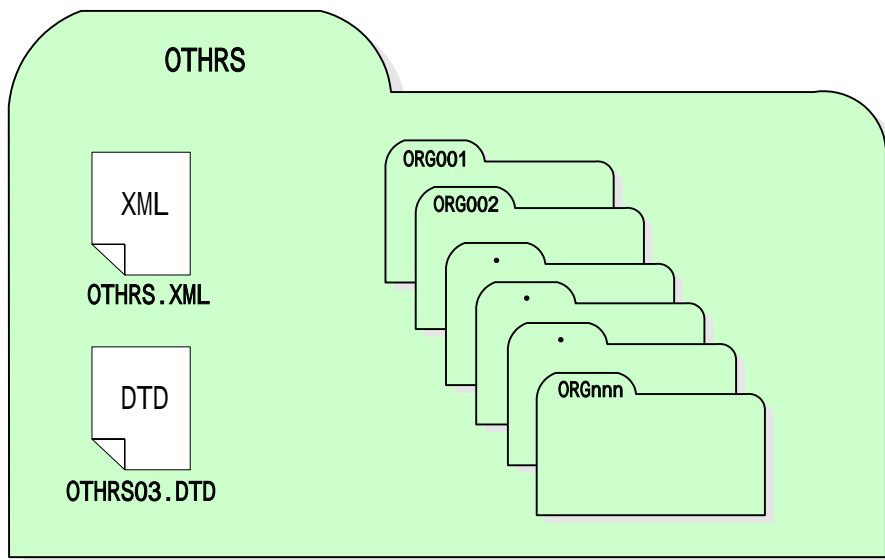 OTHRS
XML
OTHRS.XML
DTD
OTHRS03.DTD
ORG001
ORG002
•
•
•
ORGnnn